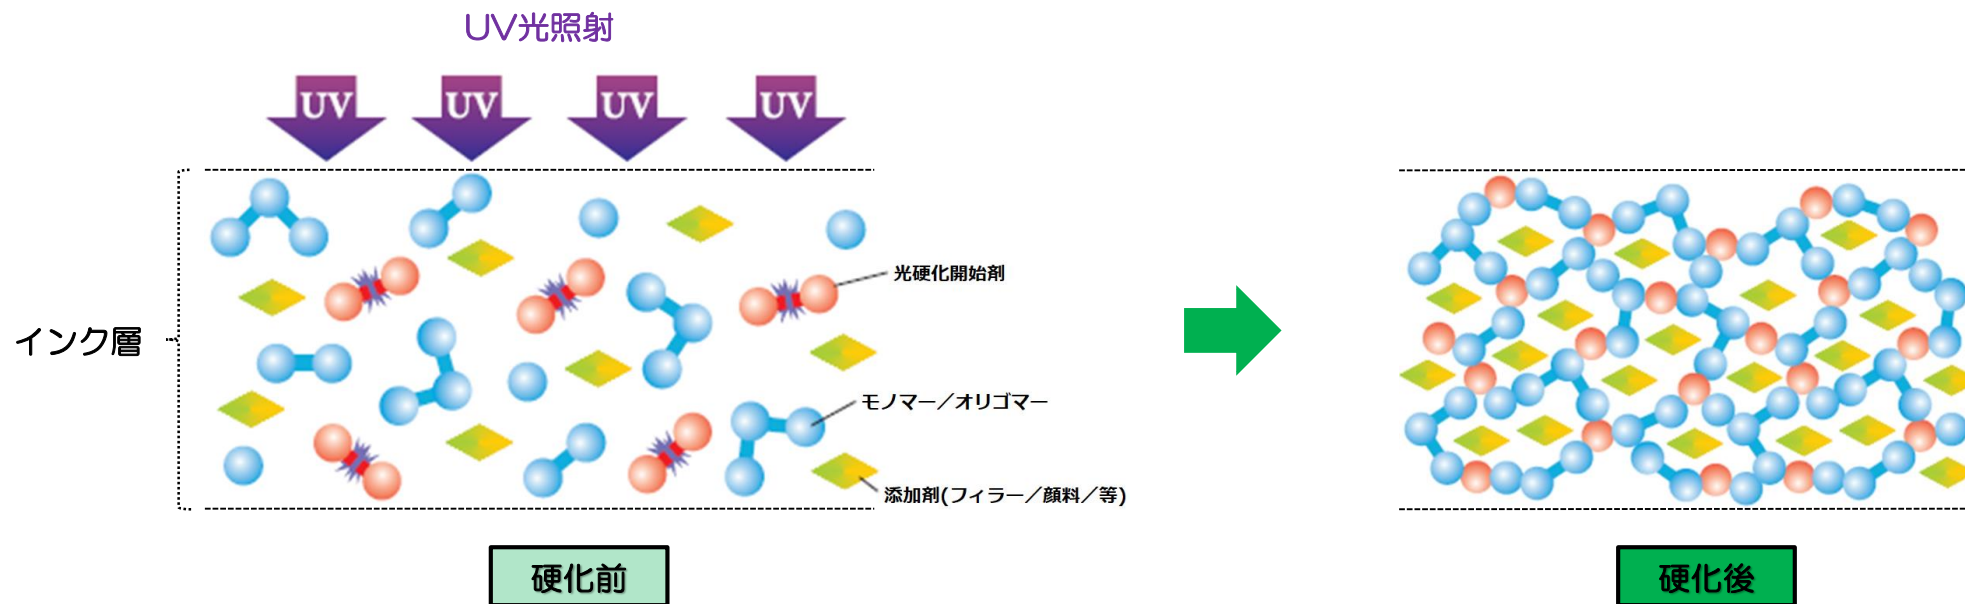 UV光照射
UV UV UV UV
光硬化開始剤
インク層
モノマー／オリゴマー
添加剤(フィラー／顔料／等)
硬化前
硬化後